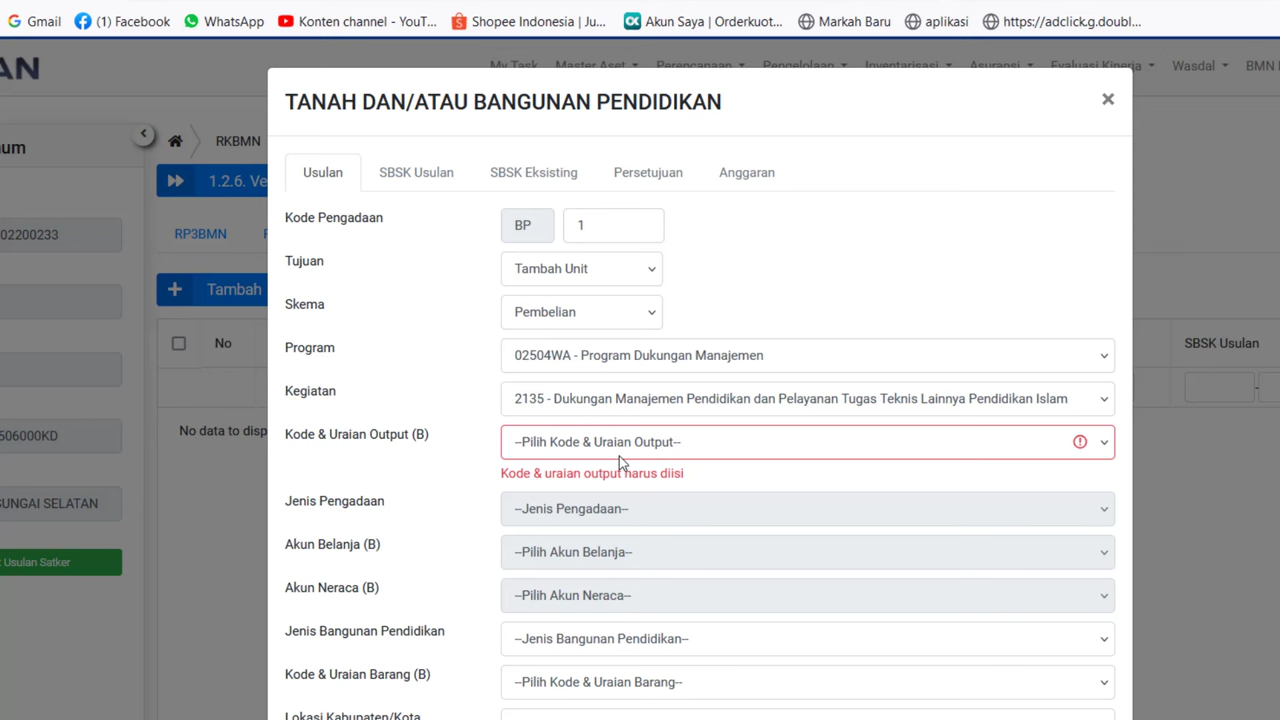 Gmail (1) Facebook WhatsApp Konten channel - YouT... Shopee Indonesia | Ju... Akun Saya | Orderkuot... Markah Baru aplikasi https://adclick.g.doubl...
AN My Task Master Aset Perencanaan Pengelolaan Inventarisasi Asuransi Evaluasi Kinerja Wasdal BMN
TANAH DAN/ATAU BANGUNAN PENDIDIKAN
um
RKBMN
1.2.6. Ve
Usulan SBSK Usulan SBSK Eksisting Persetujuan Anggaran
02200233
RP3BMN
Kode Pengadaan BP 1
Tujuan Tambah Unit
Tambah
Skema Pembelian
No
SBSK Usulan
Program 02504WA - Program Dukungan Manajemen
-
Kegiatan 2135 - Dukungan Manajemen Pendidikan dan Pelayanan Tugas Teknis Lainnya Pendidikan Islam
506000KD
No data to disp
Kode & Uraian Output (B) --Pilih Kode & Uraian Output--
Kode & uraian output harus diisi
UNGAI SELATAN
Jenis Pengadaan --Jenis Pengadaan--
Akun Belanja (B) --Pilih Akun Belanja--
Usulan Satker
Akun Neraca (B) --Pilih Akun Neraca--
Jenis Bangunan Pendidikan --Jenis Bangunan Pendidikan--
Kode & Uraian Barang (B) --Pilih Kode & Uraian Barang--
Lokasi Kabupaten/Kota